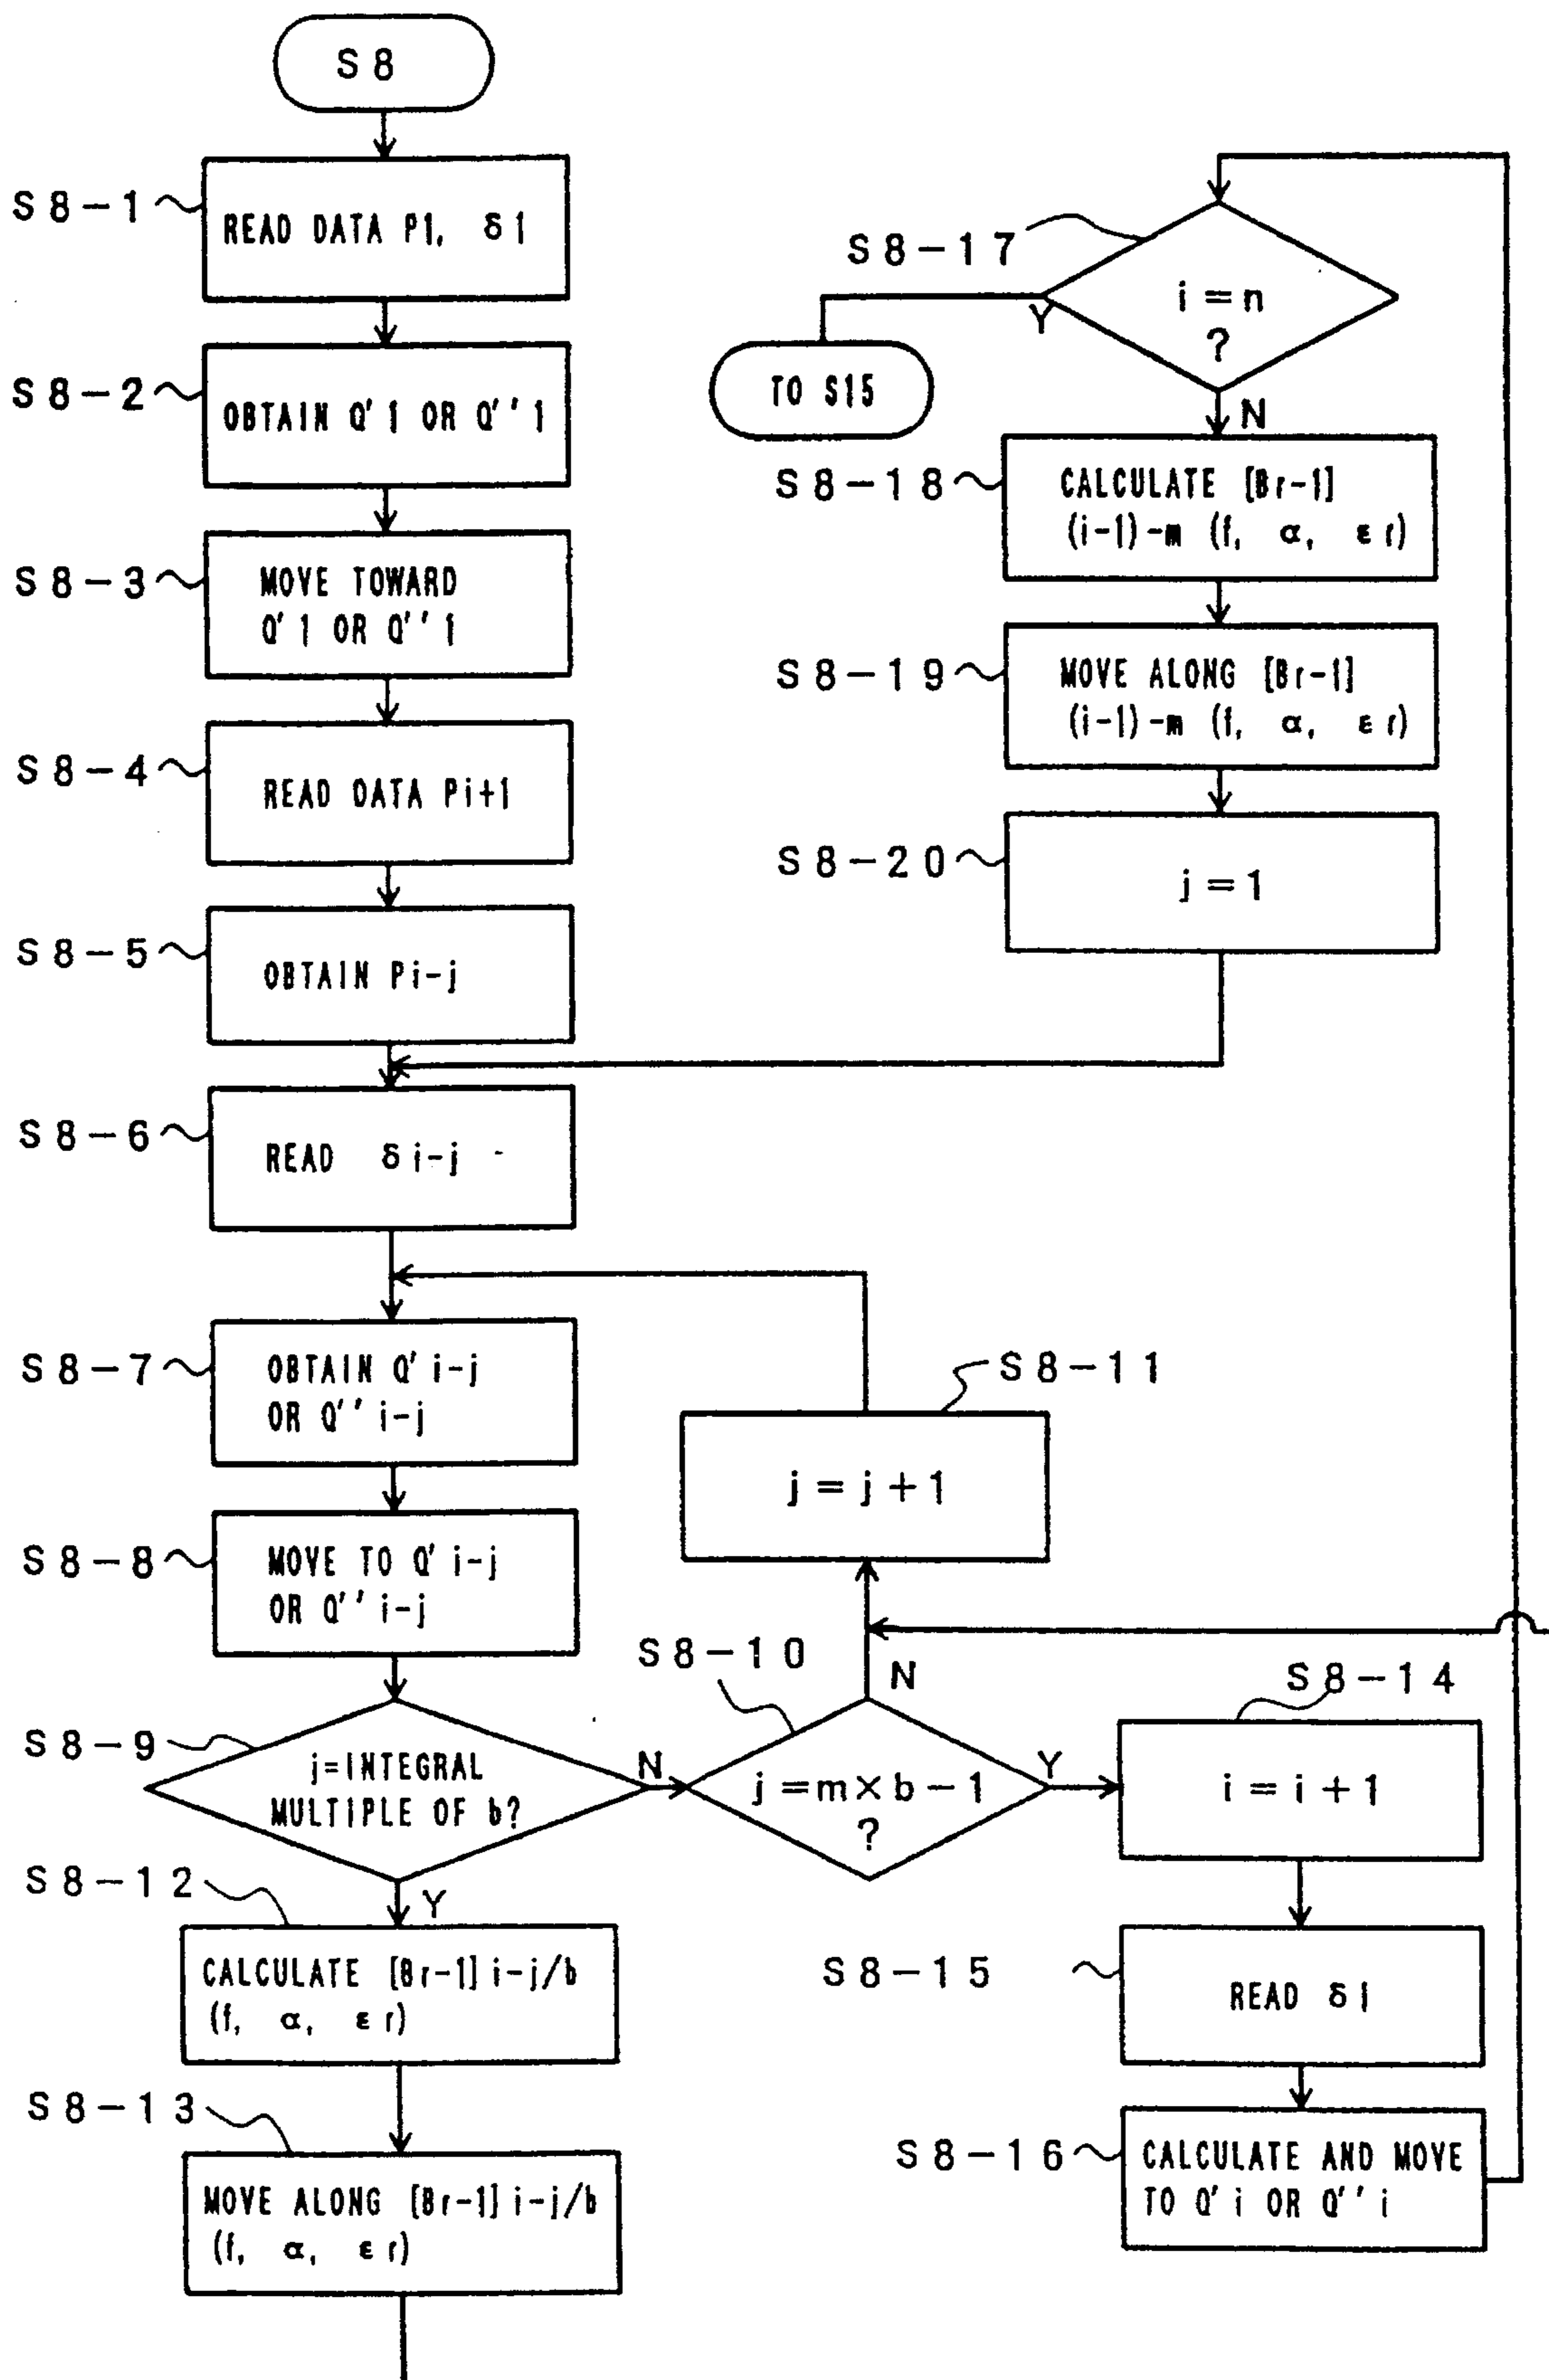 S8
S8-1
READ DATA P1, δ1
S8-2
OBTAIN Q'1 OR Q''1
S8-3
MOVE TOWARD
Q'1 OR Q''1
S8-4
READ DATA Pi+1
S8-5
OBTAIN Pi-j
S8-6
READ δi-j
S8-7
OBTAIN Q'i-j
OR Q''i-j
S8-8
MOVE TO Q'i-j
OR Q''i-j
S8-9
j=INTEGRAL
MULTIPLE OF b?
N
Y
S8-10
j=m×b-1
?
N
Y
S8-11
j=j+1
S8-12
CALCULATE [Br-1] i-j/b
(f, α, εr)
S8-13
MOVE ALONG [Br-1] i-j/b
(f, α, εr)
S8-14
i=i+1
S8-15
READ δi
S8-16
CALCULATE AND MOVE
TO Q'i OR Q''i
S8-17
i=n
?
Y
TO S15
N
S8-18
CALCULATE [Br-1]
(i-1)-m (f, α, εr)
S8-19
MOVE ALONG [Br-1]
(i-1)-m (f, α, εr)
S8-20
j=1